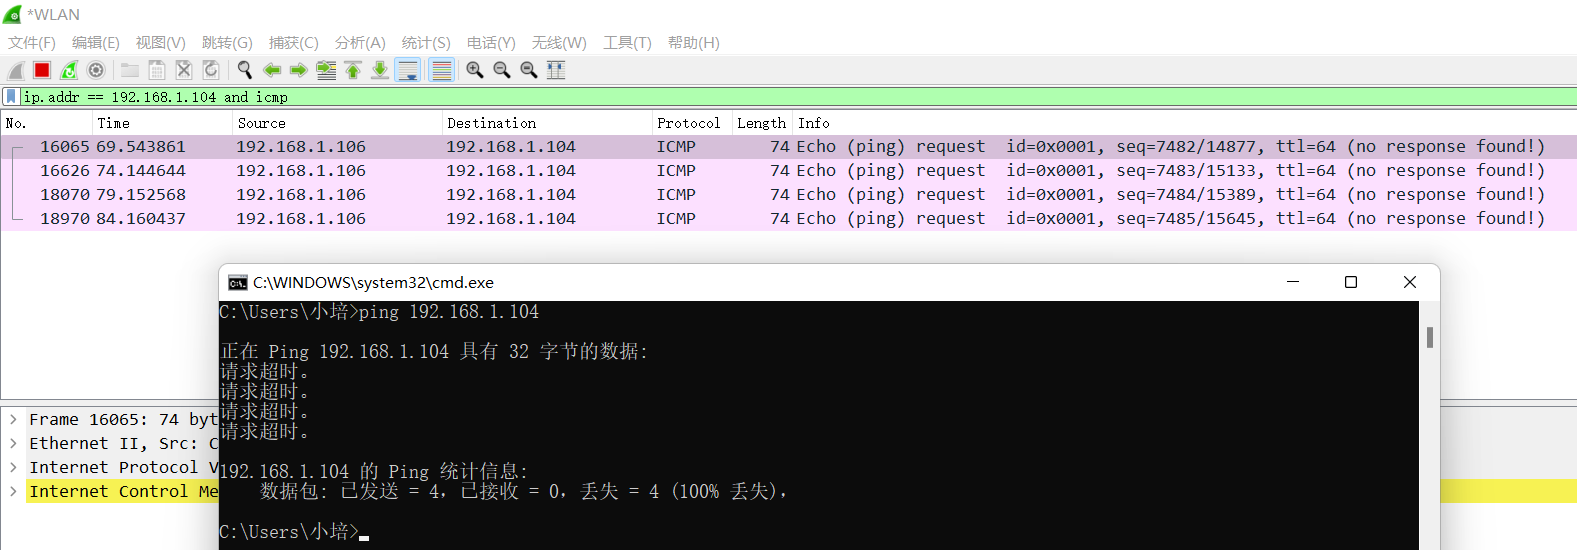 *WLAN
文件(F) 编辑(E) 视图(V) 跳转(G) 捕获(C) 分析(A) 统计(S) 电话(Y) 无线(W) 工具(T) 帮助(H)
ip.addr == 192.168.1.104 and icmp
No. Time Source Destination Protocol Length Info
16065 69.543861 192.168.1.106 192.168.1.104 ICMP 74 Echo (ping) request id=0x0001, seq=7482/14877, ttl=64 (no response found!)
16626 74.144644 192.168.1.106 192.168.1.104 ICMP 74 Echo (ping) request id=0x0001, seq=7483/15133, ttl=64 (no response found!)
18070 79.152568 192.168.1.106 192.168.1.104 ICMP 74 Echo (ping) request id=0x0001, seq=7484/15389, ttl=64 (no response found!)
18970 84.160437 192.168.1.106 192.168.1.104 ICMP 74 Echo (ping) request id=0x0001, seq=7485/15645, ttl=64 (no response found!)
C:\WINDOWS\system32\cmd.exe
C:\Users\小培>ping 192.168.1.104
正在 Ping 192.168.1.104 具有 32 字节的数据:
请求超时。
请求超时。
请求超时。
请求超时。
192.168.1.104 的 Ping 统计信息:
数据包: 已发送 = 4，已接收 = 0，丢失 = 4 (100% 丢失)，
C:\Users\小培>
Frame 16065: 74 byt
Ethernet II, Src: C
Internet Protocol V
Internet Control Me